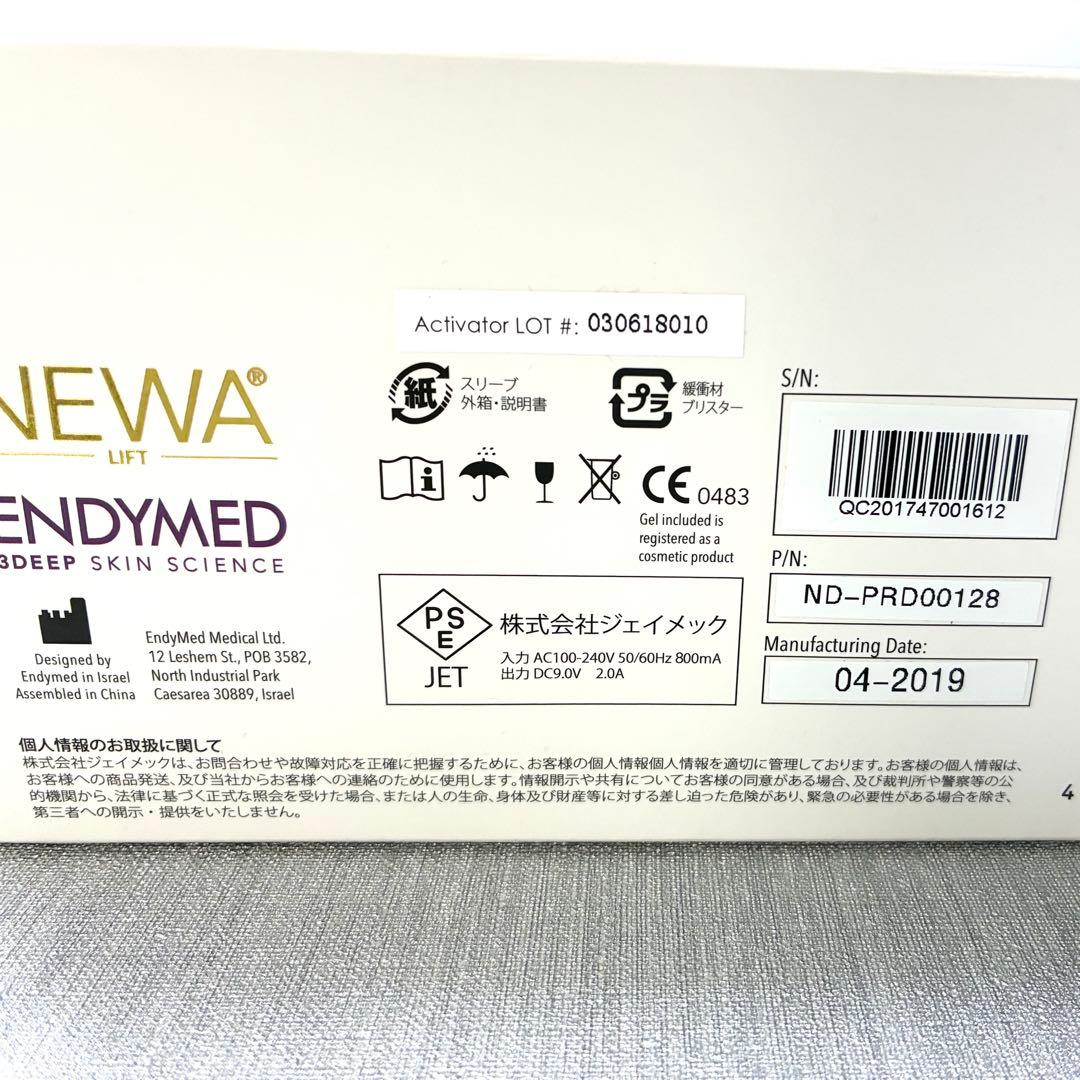 Activator LOT #: 030618010
NEWA®
LIFT
ENDYMED
3DEEP SKIN SCIENCE
紙
スリーブ
外箱・説明書
プラ
緩衝材
ブリスター
i
CE 0483
Gel included is
registered as a
cosmetic product
S/N:
QC201747001612
P/N:
ND-PRD00128
Manufacturing Date:
04-2019
Designed by
Endymed in Israel
Assembled in China
EndyMed Medical Ltd.
12 Leshem St., POB 3582,
North Industrial Park
Caesarea 30889, Israel
PS
E
JET
株式会社ジェイメック
入力 AC100-240V 50/60Hz 800mA
出力 DC9.0V 2.0A
個人情報のお取扱に関して
株式会社ジェイメックは、お問合わせや故障対応を正確に把握するために、お客様の個人情報個人情報を適切に管理しております。お客様の個人情報は、
お客様への商品発送、及び当社からお客様への連絡のために使用します。情報開示や共有についてお客様の同意がある場合、及び裁判所や警察等の公
的機関から、法律に基づく正式な照会を受けた場合、または人の生命、身体及び財産等に対する差し迫った危険があり、緊急の必要性がある場合を除き、
第三者への開示・提供をいたしません。
4